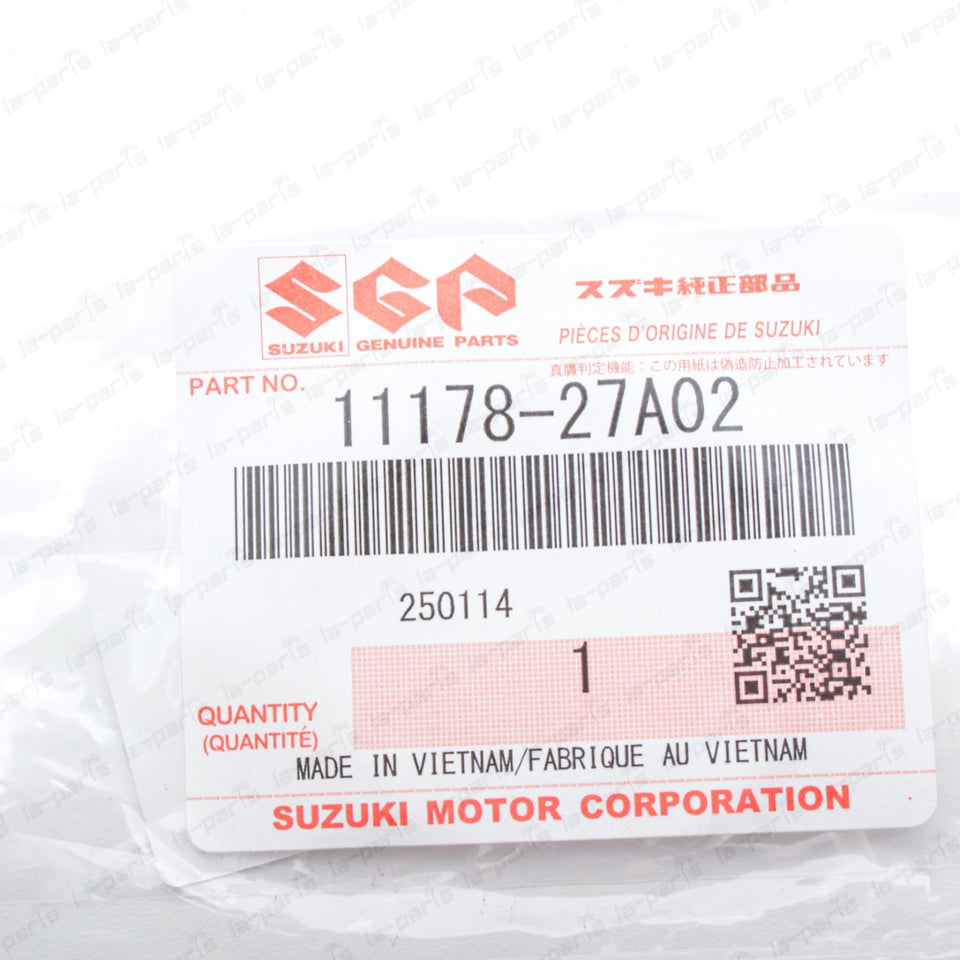 SGP
スズキ純正部品
SUZUKI GENUINE PARTS
PIÈCES D'ORIGINE DE SUZUKI
真贋判定機能：この用紙は偽造防止加工されています
PART NO.
11178-27A02
250114
1
QUANTITY
(QUANTITÉ)
MADE IN VIETNAM/FABRIQUE AU VIETNAM
SUZUKI MOTOR CORPORATION
la-parts